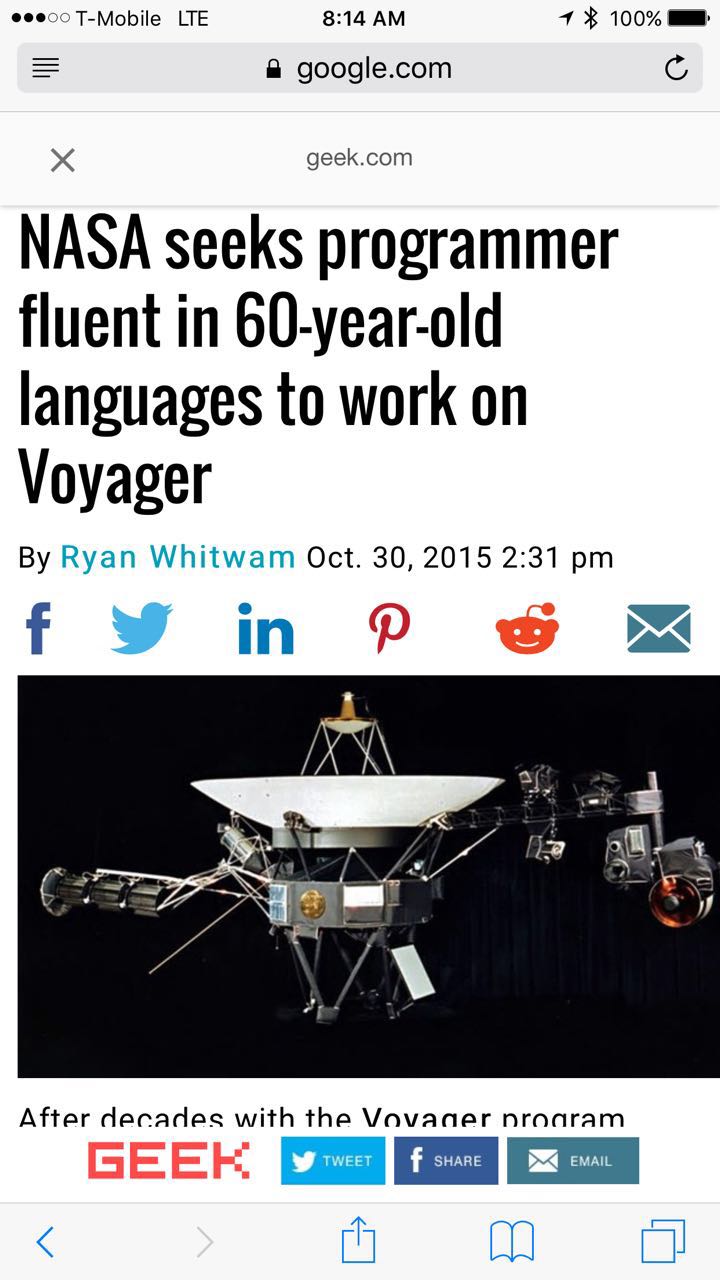 T-Mobile LTE 8:14 AM 100%
google.com
geek.com
NASA seeks programmer
fluent in 60-year-old
languages to work on
Voyager
By Ryan Whitwam Oct. 30, 2015 2:31 pm
After decades with the Voyager program
GEEK TWEET SHARE EMAIL